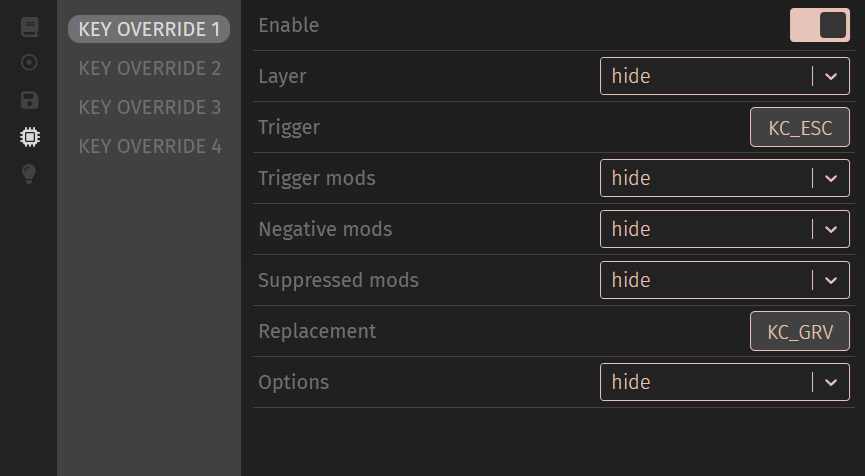 KEY OVERRIDE 1
KEY OVERRIDE 2
KEY OVERRIDE 3
KEY OVERRIDE 4
Enable
Layer hide
Trigger KC_ESC
Trigger mods hide
Negative mods hide
Suppressed mods hide
Replacement KC_GRV
Options hide